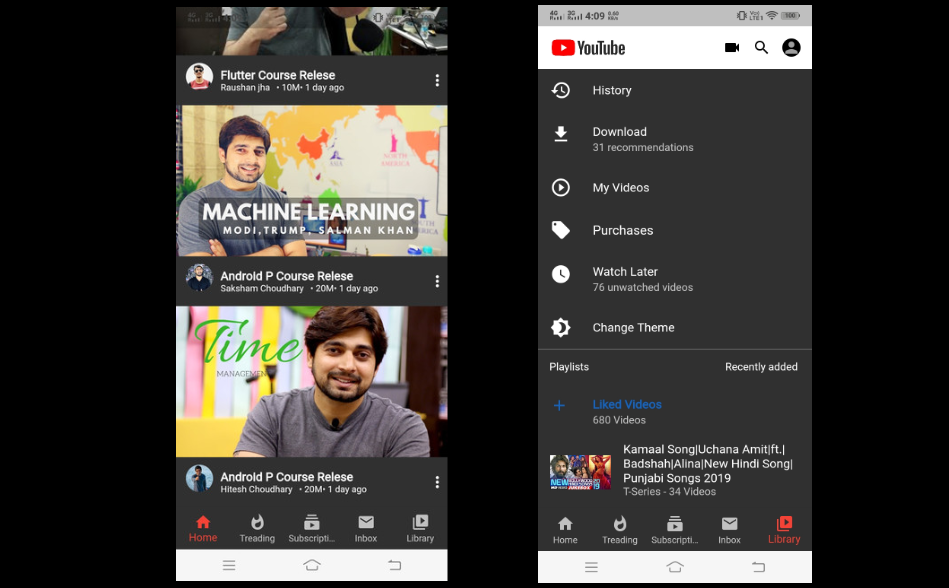 Flutter Course Relese
Raushan jha • 10M• 1 day ago
MACHINE LEARNING
MODI,TRUMP, SALMAN KHAN
Android P Course Relese
Saksham Choudhary • 20M• 1 day ago
Time
MANAGEMENT
Android P Course Relese
Hitesh Choudhary • 20M• 1 day ago
Home
Treading
Subscripti...
Inbox
Library
4G 3G 4:09
100
YouTube
History
Download
31 recommendations
My Videos
Purchases
Watch Later
76 unwatched videos
Change Theme
Playlists
Recently added
Liked Videos
680 Videos
Kamaal Song|Uchana Amit|ft.|
Badshah|Alina|New Hindi Song|
Punjabi Songs 2019
T-Series - 34 Videos
Home
Treading
Subscripti...
Inbox
Library